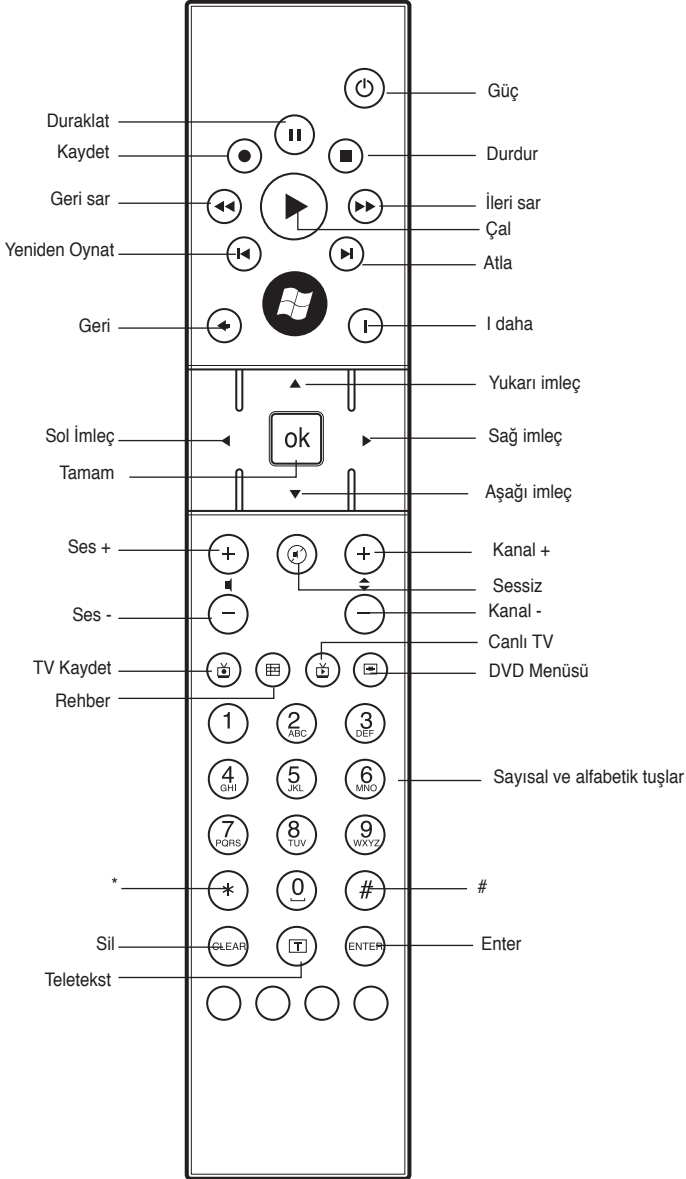 Güç
Duraklat
Kaydet
Durdur
Geri sar
İleri sar
Çal
Yeniden Oynat
Atla
Geri
I daha
Yukarı imleç
Sol İmleç
ok
Sağ imleç
Tamam
Aşağı imleç
Ses +
Kanal +
Sessiz
Ses -
Kanal -
Canlı TV
TV Kaydet
DVD Menüsü
Rehber
1
2 ABC
3 DEF
4 GHI
5 JKL
6 MNO
Sayısal ve alfabetik tuşlar
7 PQRS
8 TUV
9 WXYZ
*
* 0 #
#
Sil
CLEAR
T
ENTER
Enter
Teletekst